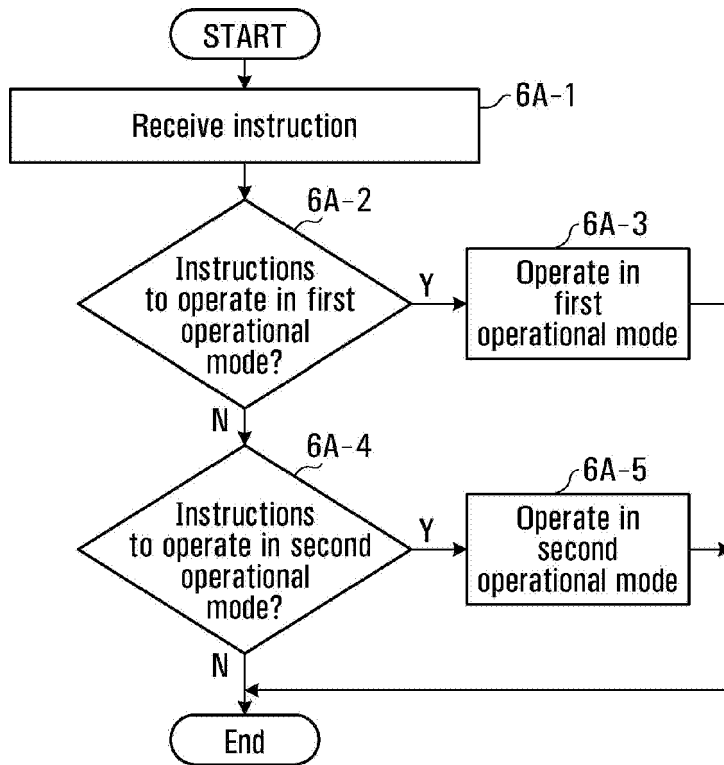 START
6A-1
Receive instruction
6A-2
Instructions
to operate in first
operational
mode?
Y
6A-3
Operate in
first
operational mode
N
6A-4
Instructions
to operate in second
operational
mode?
Y
6A-5
Operate in
second
operational mode
N
End